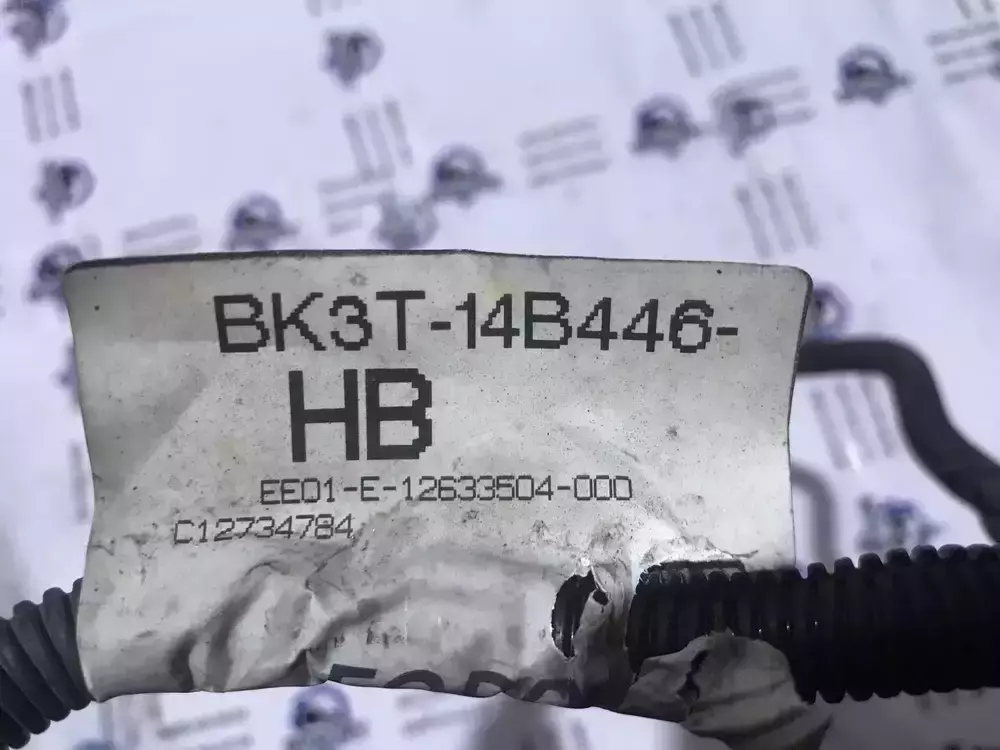 BK3T-14B446-
HB
EE01-E-12633504-000
C12734784